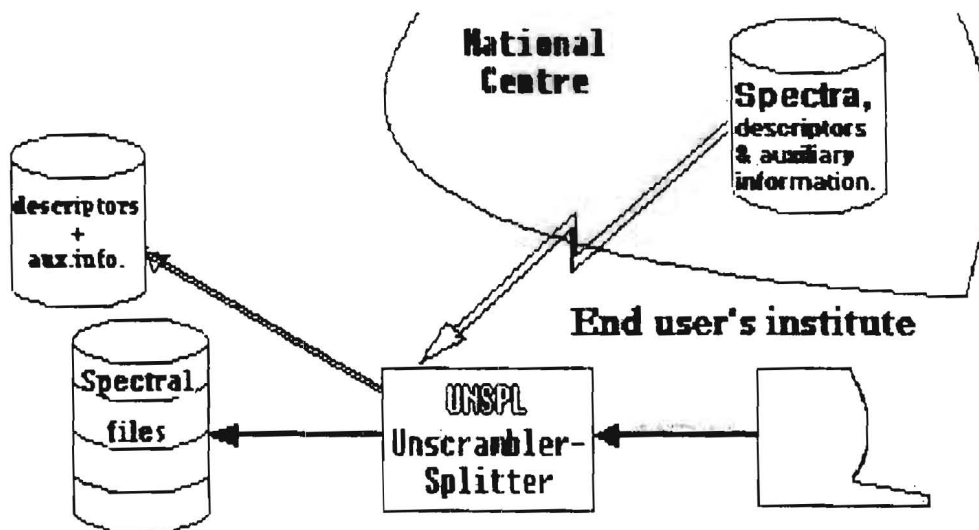 National
Centre
Spectra,
descriptors
& auxiliary
information.
descriptors
+
aux.info.
End user's institute
Spectral
files
UNSPL
Unscrambler-
Splitter